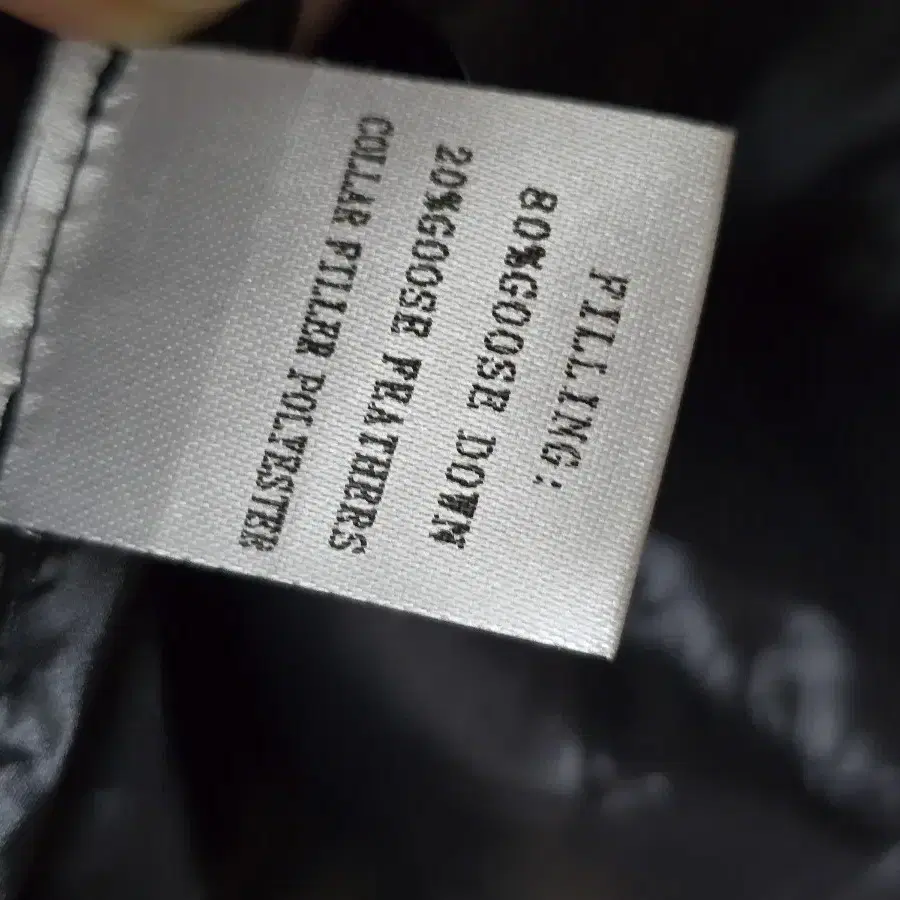 FILLING:
80%GOOSE DOWN
20%GOOSE FEATHERS
COLLAR FILLER POLYESTER